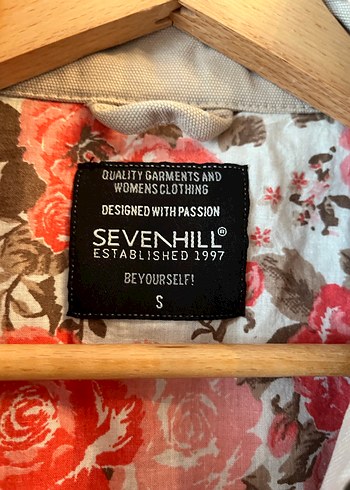 QUALITY GARMENTS AND
WOMENS CLOTHING
DESIGNED WITH PASSION
SEVENHILL®
ESTABLISHED 1997
BEYOURSELF!
S